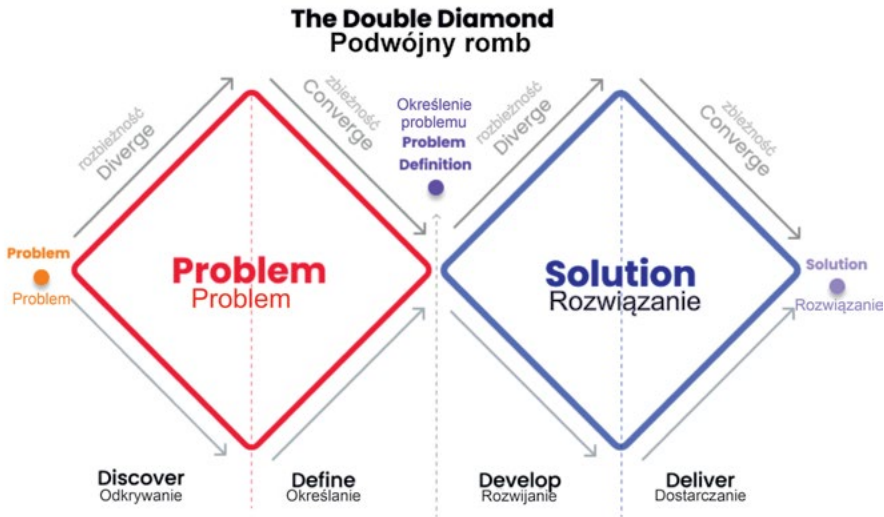 The Double Diamond
Podwójny romb
rozbieżność
Diverge
zbieżność
Converge
Określenie
problemu
Problem
Definition
rozbieżność
Diverge
zbieżność
Converge
Problem
Problem
Problem
Problem
Solution
Rozwiązanie
Solution
Rozwiązanie
Discover
Odkrywanie
Define
Określanie
Develop
Rozwijanie
Deliver
Dostarczanie